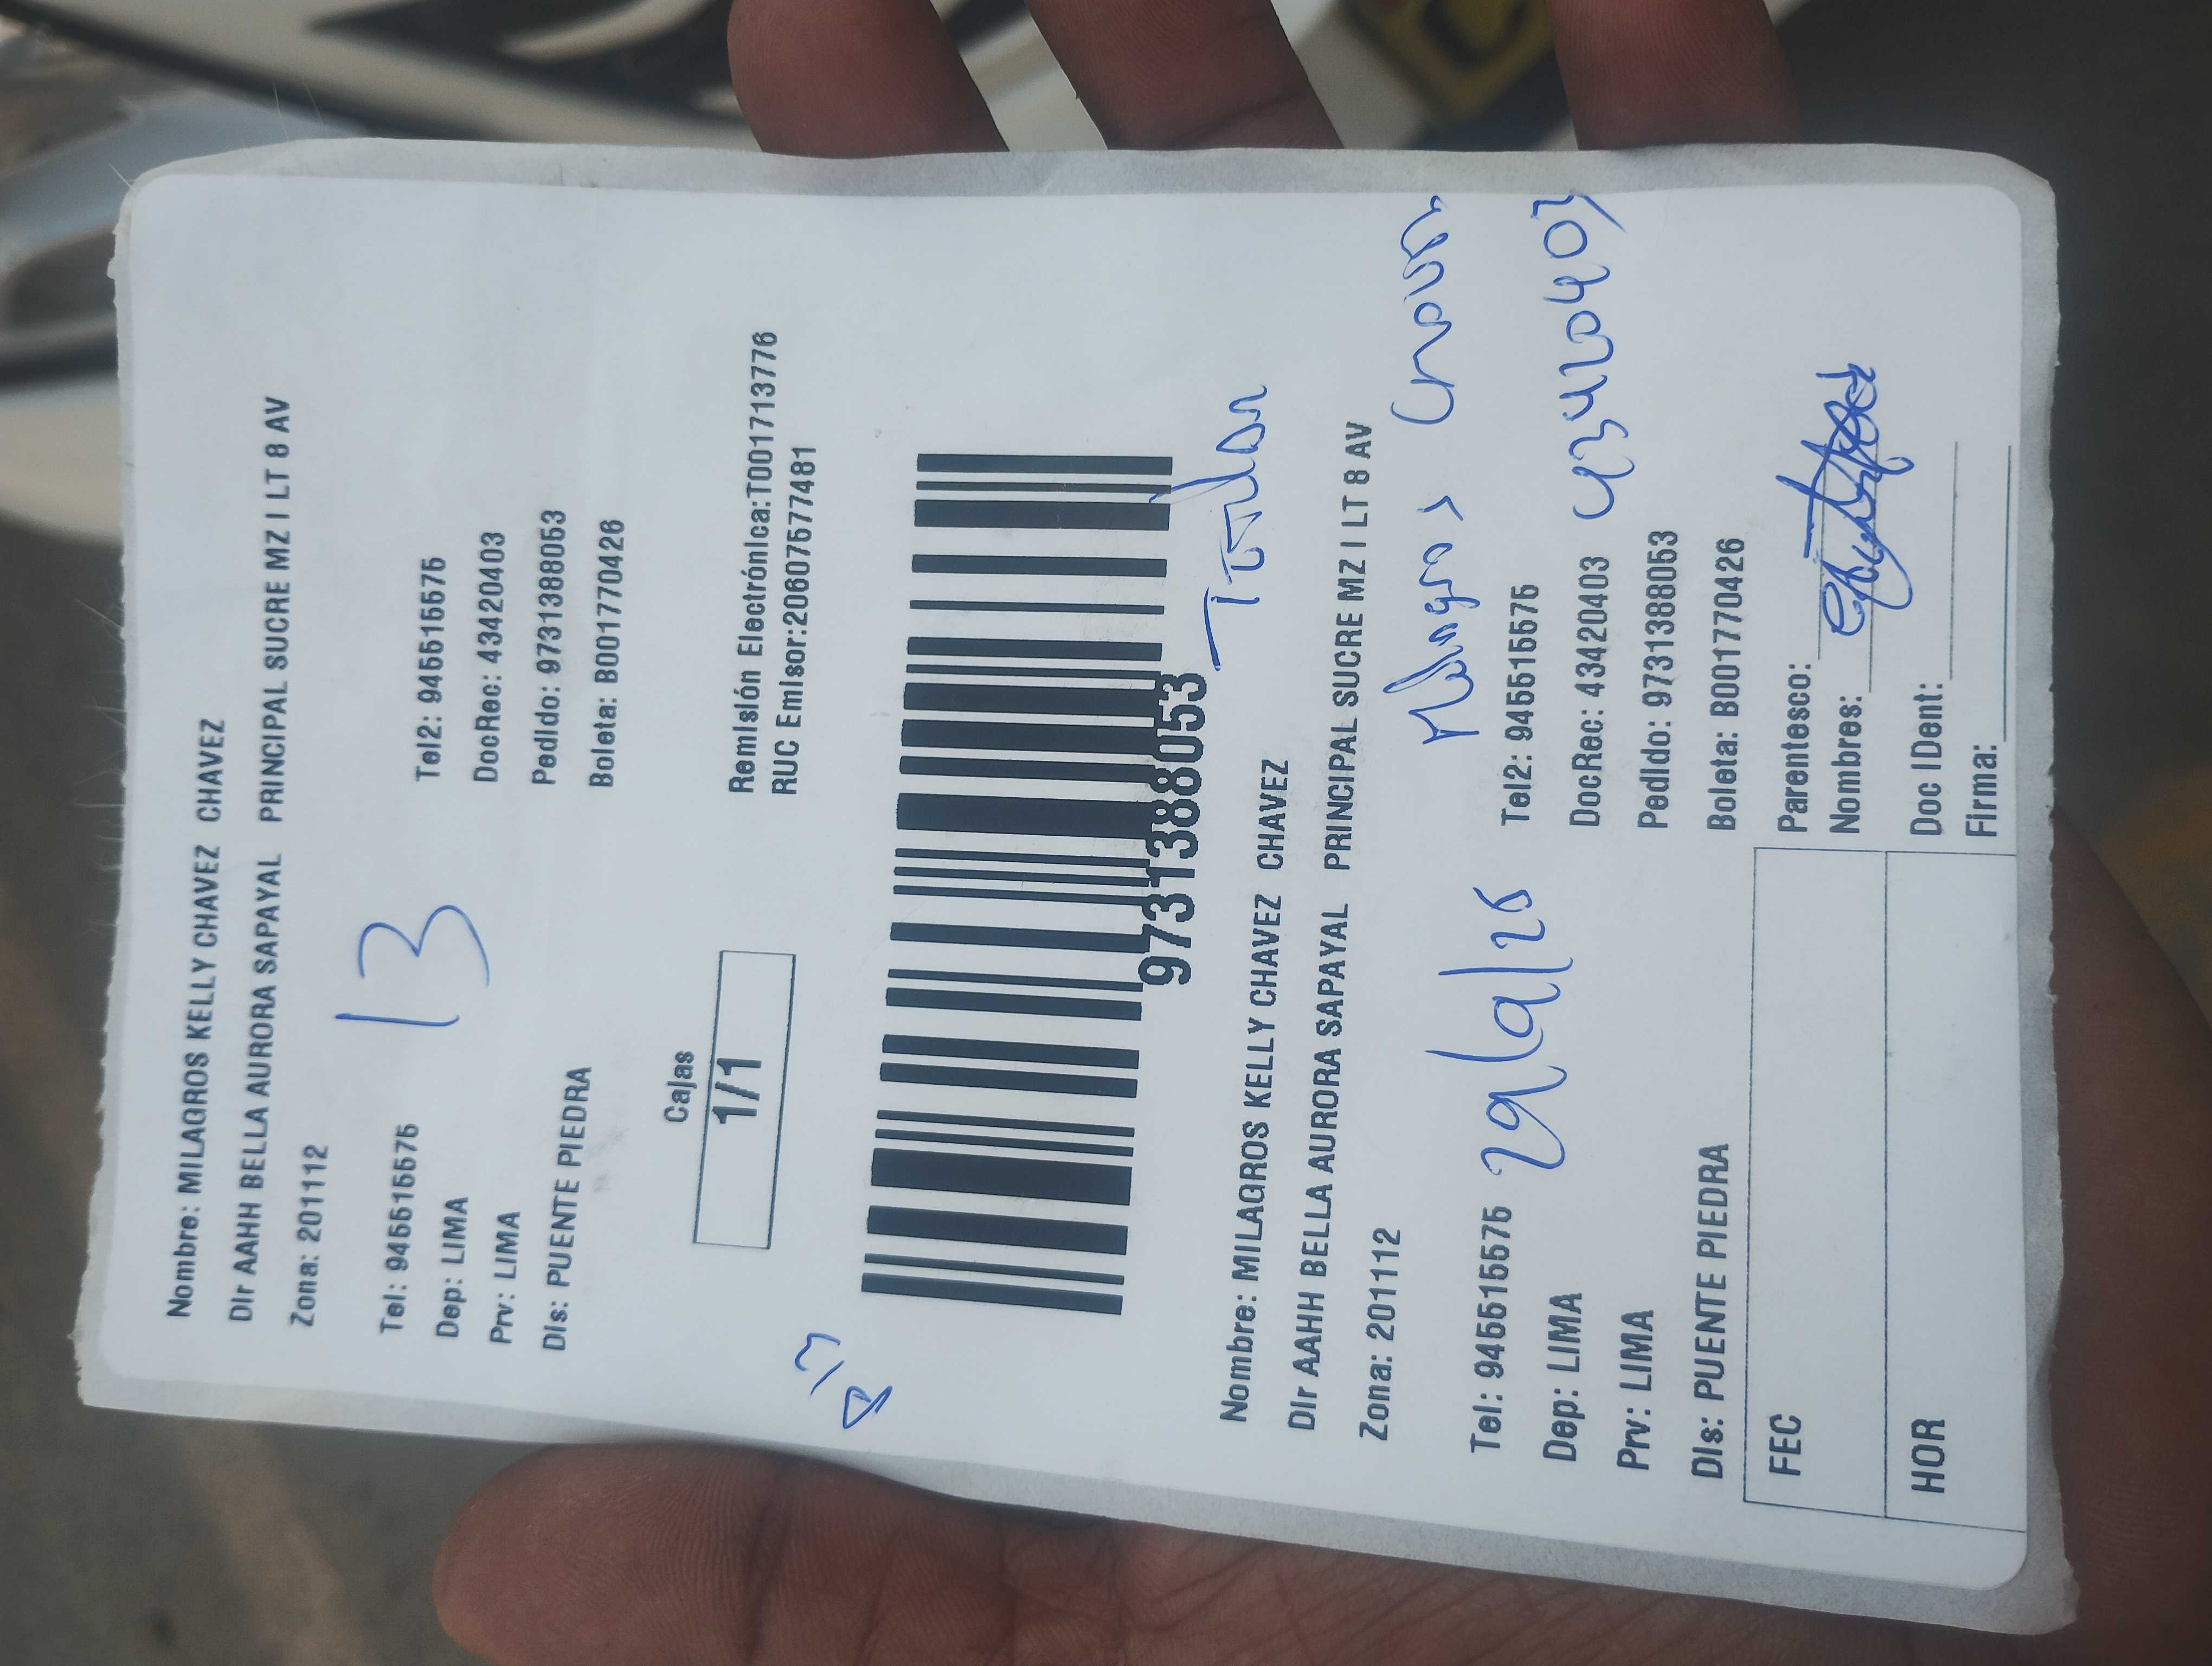 Nombre: MILAGROS KELLY CHAVEZ CHAVEZ
Dir AAHH BELLA AURORA SAPAYAL PRINCIPAL SUCRE MZ I LT 8 AV
Zona: 201112
13
Tel: 945515575 Tel2: 945515575
Dep: LIMA DocRec: 43420403
Prv: LIMA Pedido: 9731388053
Dis: PUENTE PIEDRA Boleta: B001770426
Cajas
1/1
Remisión Electrónica:T001713776
RUC Emisor:20607577481
9731388053
Titular
Nombre: MILAGROS KELLY CHAVEZ CHAVEZ
Dir AAHH BELLA AURORA SAPAYAL PRINCIPAL SUCRE MZ I LT 8 AV
Zona: 201112
Milagros Chavez
Tel: 945515575 Tel2: 945515575
Dep: LIMA DocRec: 43420403 43420403
Prv: LIMA Pedido: 9731388053
Dis: PUENTE PIEDRA Boleta: B001770426
FEC Parentesco:
Nombres:
HOR Doc IDent:
Firma: